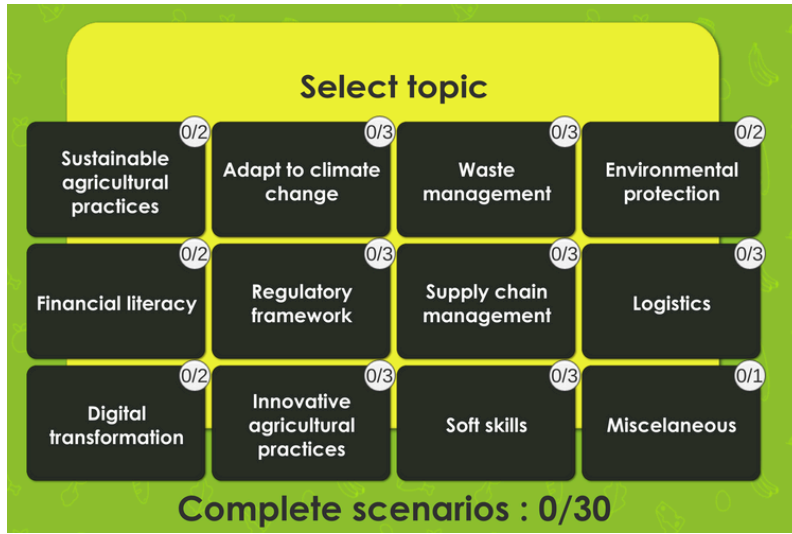 Select topic
0/2
Sustainable
agricultural
practices
0/3
Adapt to climate
change
0/3
Waste
management
0/2
Environmental
protection
0/2
Financial literacy
0/3
Regulatory
framework
0/3
Supply chain
management
0/3
Logistics
0/2
Digital
transformation
0/3
Innovative
agricultural
practices
0/3
Soft skills
0/1
Miscelaneous
Complete scenarios : 0/30